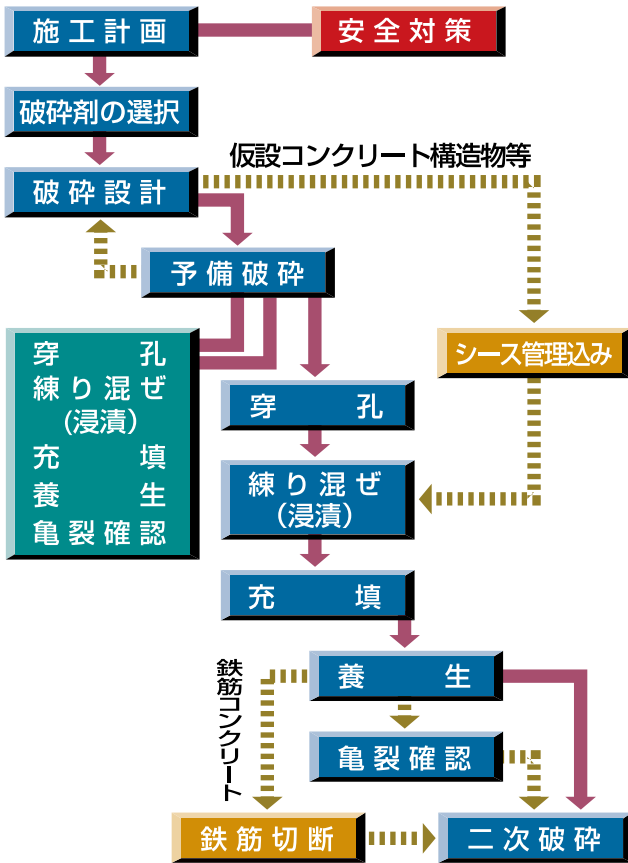 施工計画
安全対策
破砕剤の選択
仮設コンクリート構造物等
破砕設計
予備破砕
穿孔
練り混ぜ
(浸漬)
充填
養生
亀裂確認
シース管理込み
穿孔
練り混ぜ
(浸漬)
充填
養生
鉄筋コンクリート
亀裂確認
鉄筋切断
二次破砕